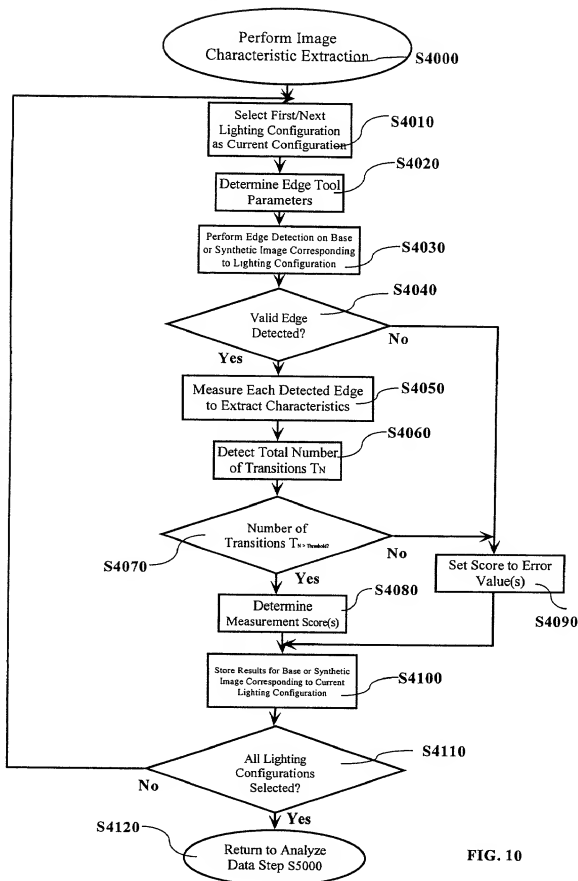 Perform Image
Characteristic Extraction
S4000
Select First/Next
Lighting Configuration
as Current Configuration
S4010
Determine Edge Tool
Parameters
S4020
Perform Edge Detection on Base
or Synthetic Image Corresponding
to Lighting Configuration
S4030
Valid Edge
Detected?
S4040
No
Yes
Measure Each Detected Edge
to Extract Characteristics
S4050
Detect Total Number
of Transitions TN
S4060
Number of
Transitions TN > Threshold?
S4070
No
Yes
Set Score to Error
Value(s)
S4090
Determine
Measurement Score(s)
S4080
Store Results for Base or Synthetic
Image Corresponding to Current
Lighting Configuration
S4100
All Lighting
Configurations
Selected?
S4110
No
Yes
S4120
Return to Analyze
Data Step S5000
FIG. 10